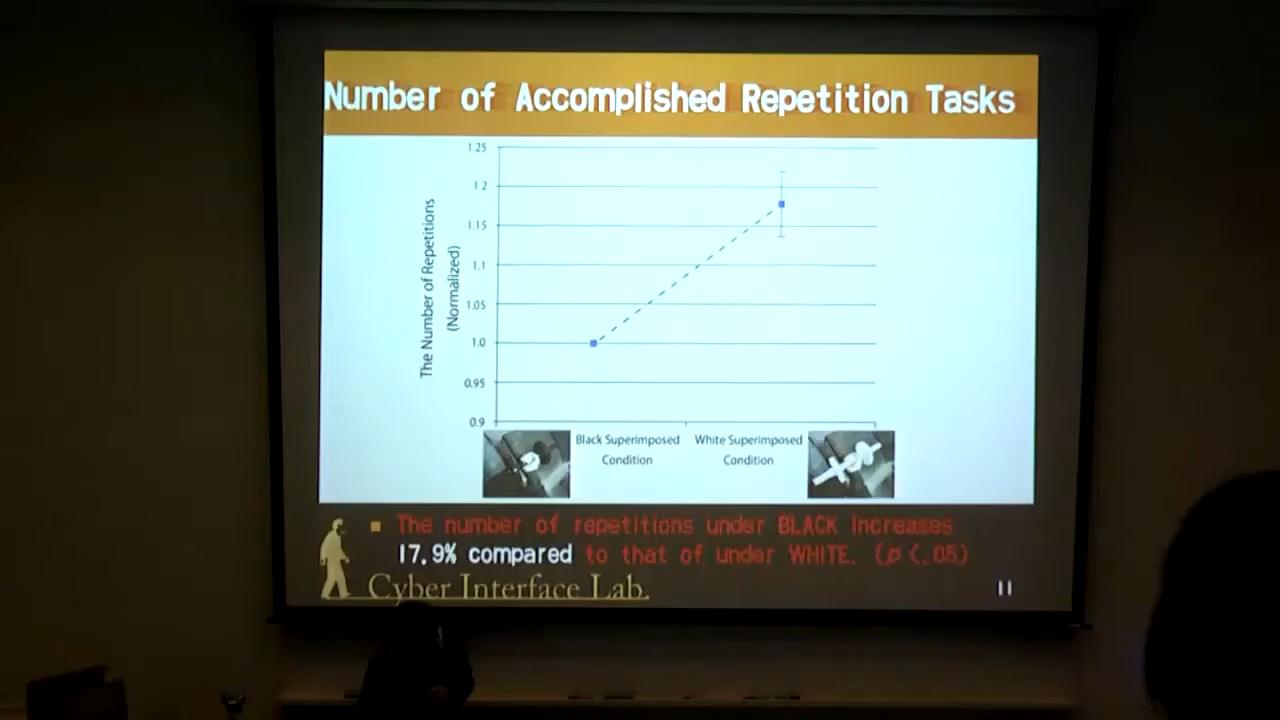 Number of Accomplished Repetition Tasks
1.25
1.2
1.15
1.1
1.05
1.0
0.95
0.9
The Number of Repetitions
(Normalized)
Black Superimposed
Condition
White Superimposed
Condition
The number of repetitions under BLACK increases
17.9% compared to that of under WHITE. (p <.05)
Cyber Interface Lab.
11